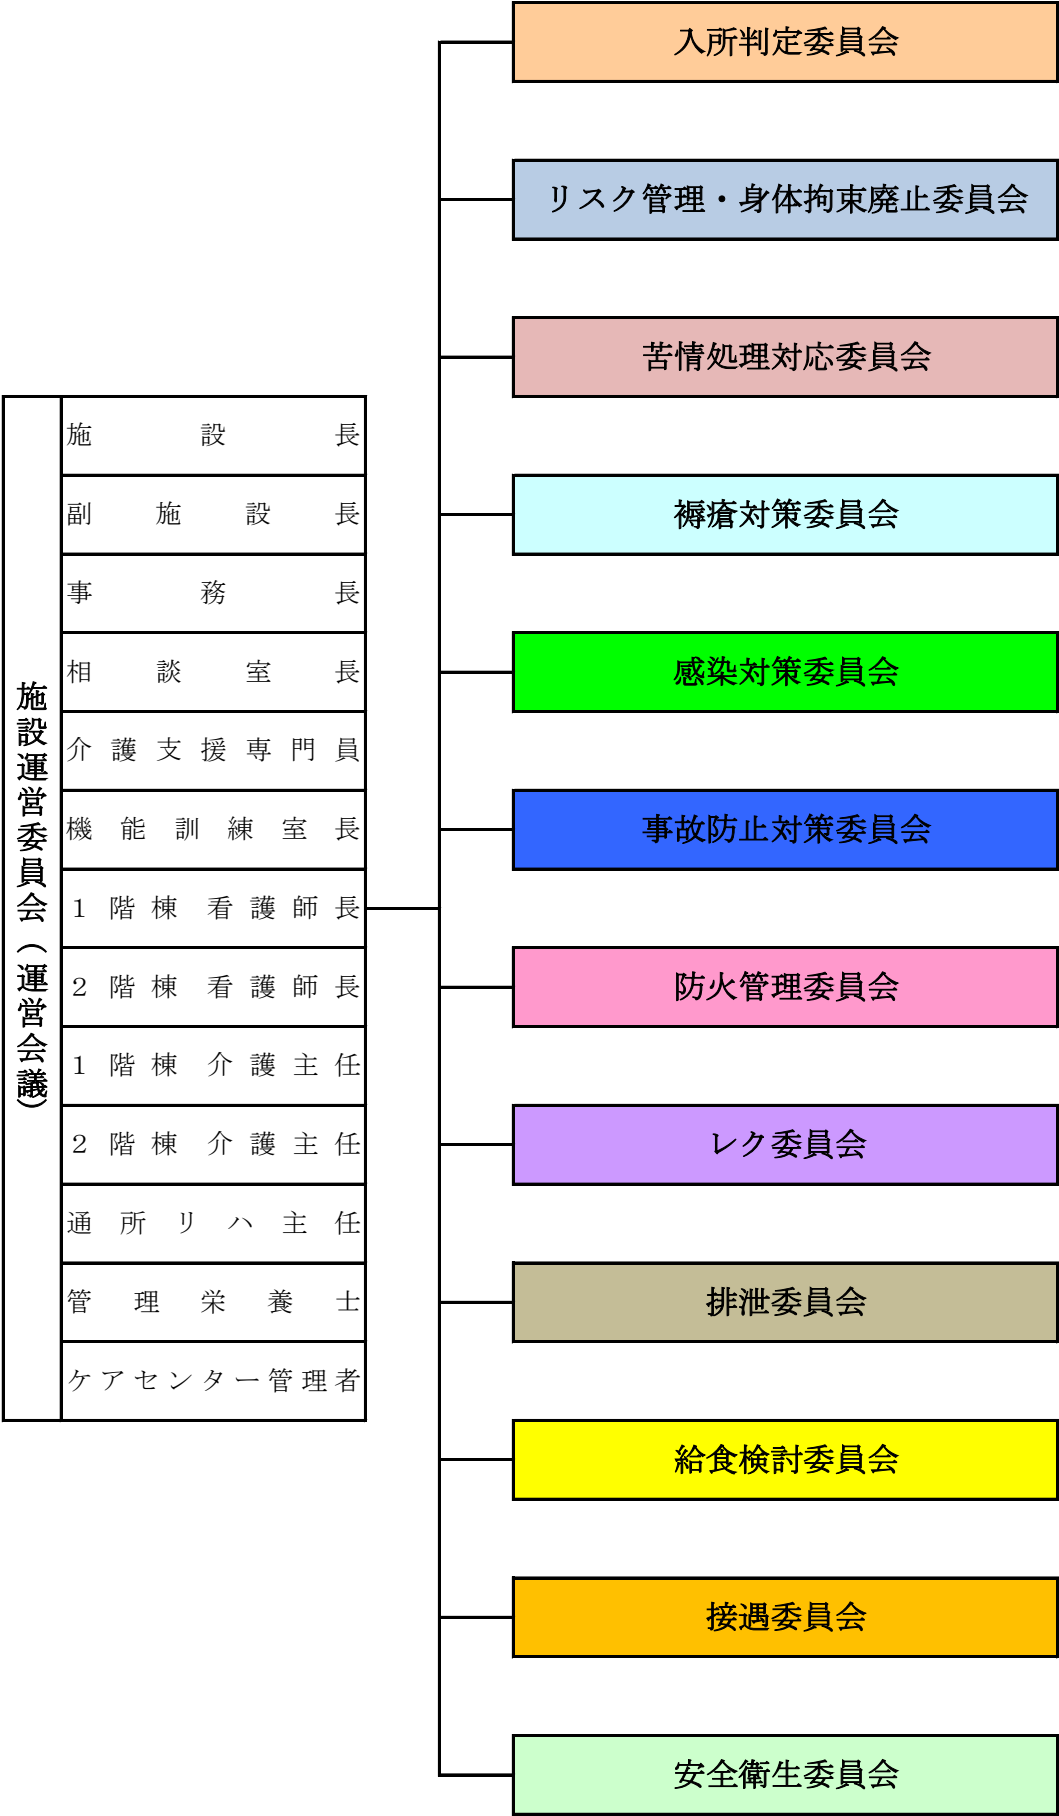 施設運営委員会（運営会議）
施設長
副施設長
事務長
相談室長
介護支援専門員
機能訓練室長
１階棟 看護師長
２階棟 看護師長
１階棟 介護主任
２階棟 介護主任
通所リハ主任
管理栄養士
ケアセンター管理者
入所判定委員会
リスク管理・身体拘束廃止委員会
苦情処理対応委員会
褥瘡対策委員会
感染対策委員会
事故防止対策委員会
防火管理委員会
レク委員会
排泄委員会
給食検討委員会
接遇委員会
安全衛生委員会